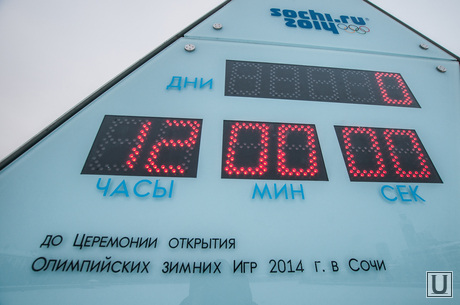 sochi.ru
2014
ДНИ 0
12 00 00
ЧАСЫ МИН СЕК
до Церемонии открытия
Олимпийских зимних Игр 2014 г. в Сочи
U